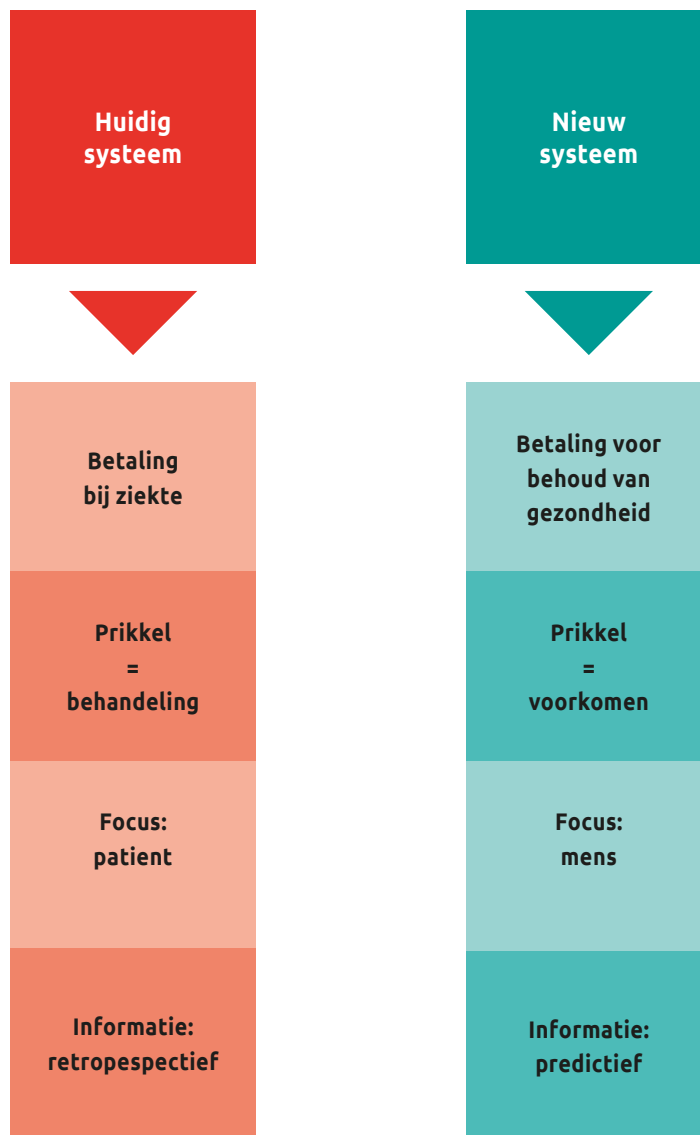 Huidig
systeem
Betaling
bij ziekte
Prikkel
=
behandeling
Focus:
patient
Informatie:
retropespectief
Nieuw
systeem
Betaling voor
behoud van
gezondheid
Prikkel
=
voorkomen
Focus:
mens
Informatie:
predictief